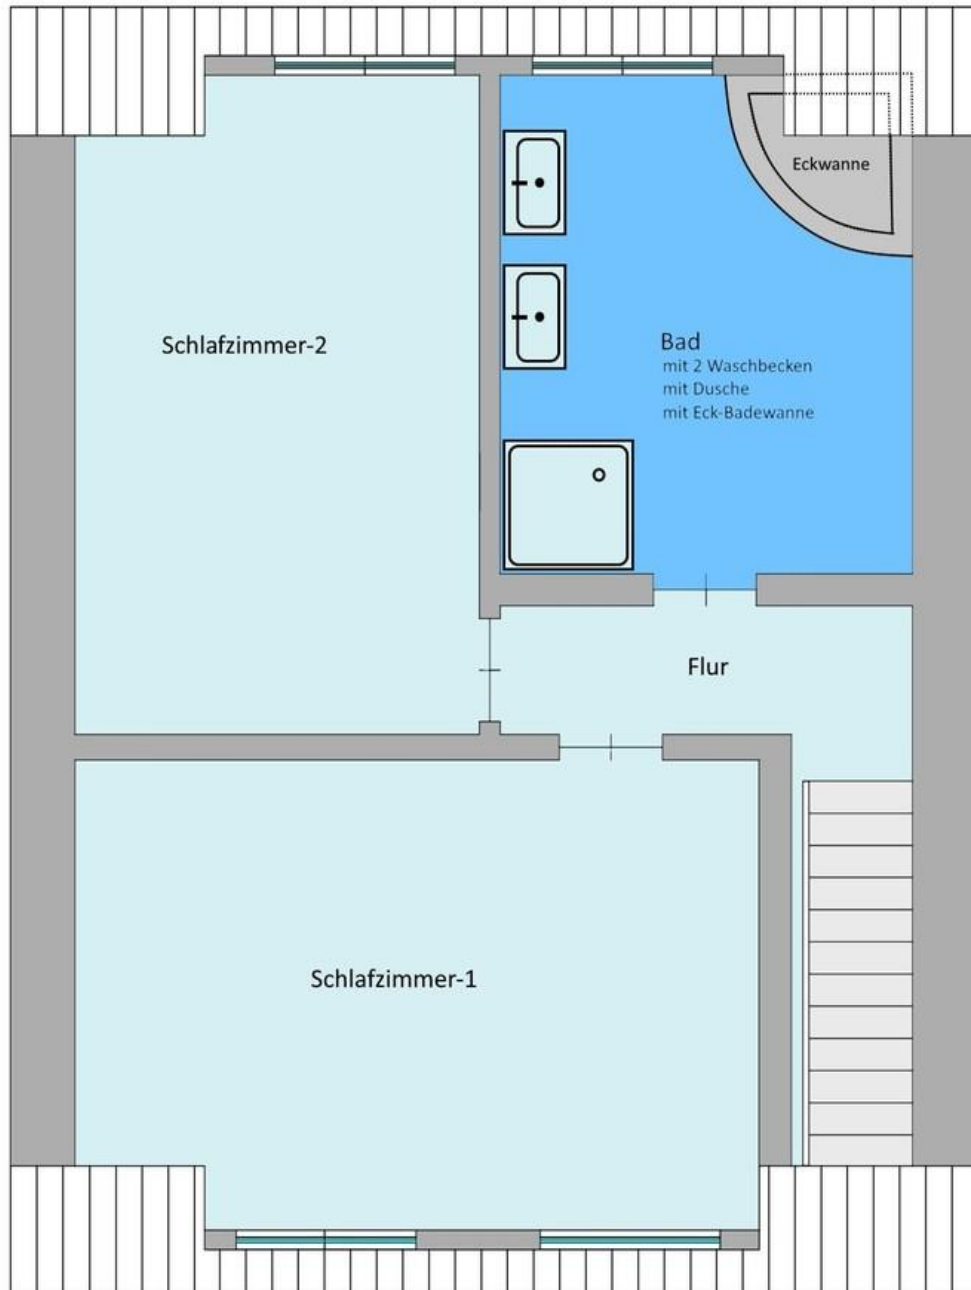 Eckwanne
Schlafzimmer-2
Bad
mit 2 Waschbecken
mit Dusche
mit Eck-Badewanne
Flur
Schlafzimmer-1